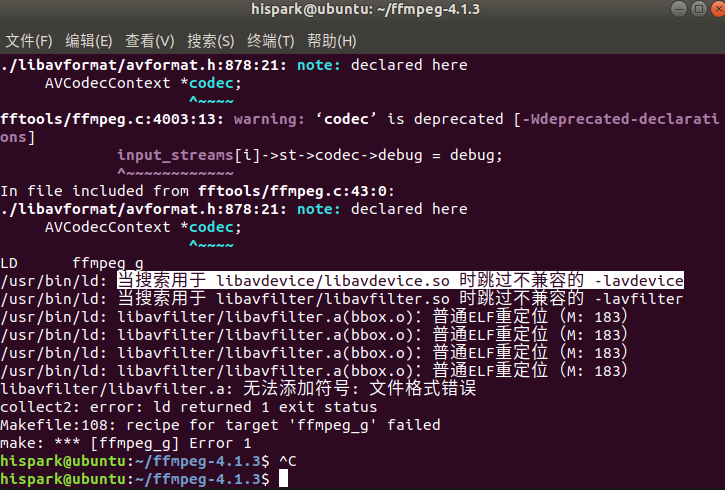 hispark@ubuntu: ~/ffmpeg-4.1.3
文件(F) 编辑(E) 查看(V) 搜索(S) 终端(T) 帮助(H)
./libavformat/avformat.h:878:21: note: declared here
     AVCodecContext *codec;
                     ^~~~~
fftools/ffmpeg.c:4003:13: warning: ‘codec’ is deprecated [-Wdeprecated-declarati
ons]
             input_streams[i]->st->codec->debug = debug;
             ^~~~~~~~~~~~~
In file included from fftools/ffmpeg.c:43:0:
./libavformat/avformat.h:878:21: note: declared here
     AVCodecContext *codec;
                     ^~~~~
LD      ffmpeg_g
/usr/bin/ld: 当搜索用于 libavdevice/libavdevice.so 时跳过不兼容的 -lavdevice
/usr/bin/ld: 当搜索用于 libavfilter/libavfilter.so 时跳过不兼容的 -lavfilter
/usr/bin/ld: libavfilter/libavfilter.a(bbox.o): 普通ELF重定位（M: 183）
/usr/bin/ld: libavfilter/libavfilter.a(bbox.o): 普通ELF重定位（M: 183）
/usr/bin/ld: libavfilter/libavfilter.a(bbox.o): 普通ELF重定位（M: 183）
/usr/bin/ld: libavfilter/libavfilter.a(bbox.o): 普通ELF重定位（M: 183）
libavfilter/libavfilter.a: 无法添加符号: 文件格式错误
collect2: error: ld returned 1 exit status
Makefile:108: recipe for target 'ffmpeg_g' failed
make: *** [ffmpeg_g] Error 1
hispark@ubuntu:~/ffmpeg-4.1.3$ ^C
hispark@ubuntu:~/ffmpeg-4.1.3$